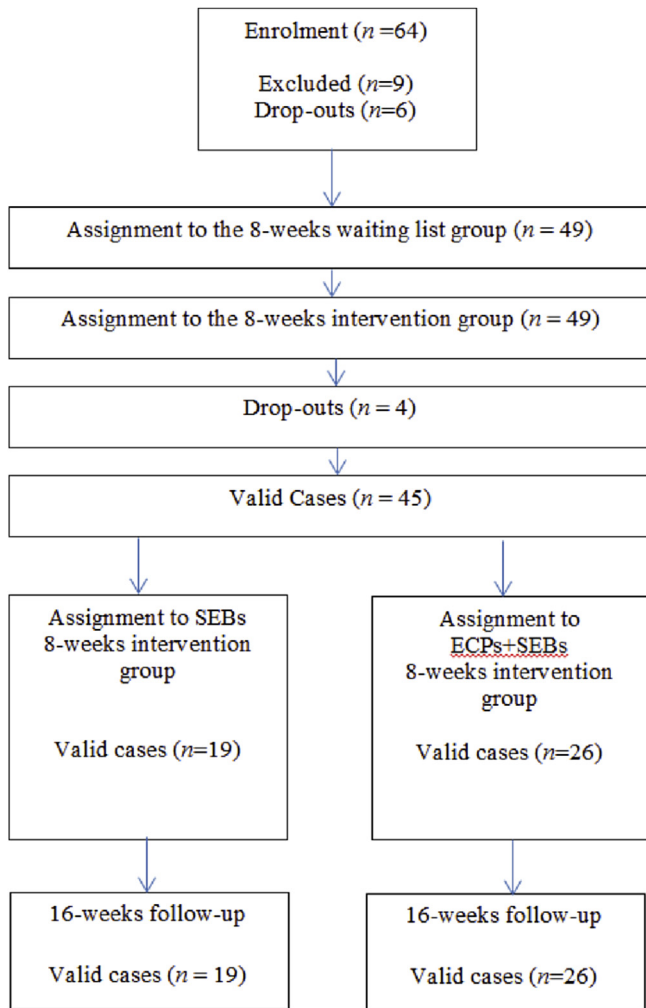 Enrolment (n =64)
Excluded (n=9)
Drop-outs (n=6)
Assignment to the 8-weeks waiting list group (n = 49)
Assignment to the 8-weeks intervention group (n = 49)
Drop-outs (n = 4)
Valid Cases (n = 45)
Assignment to SEBs
8-weeks intervention
group
Valid cases (n=19)
Assignment to
ECPs+SEBs
8-weeks intervention
group
Valid cases (n=26)
16-weeks follow-up
Valid cases (n = 19)
16-weeks follow-up
Valid cases (n=26)